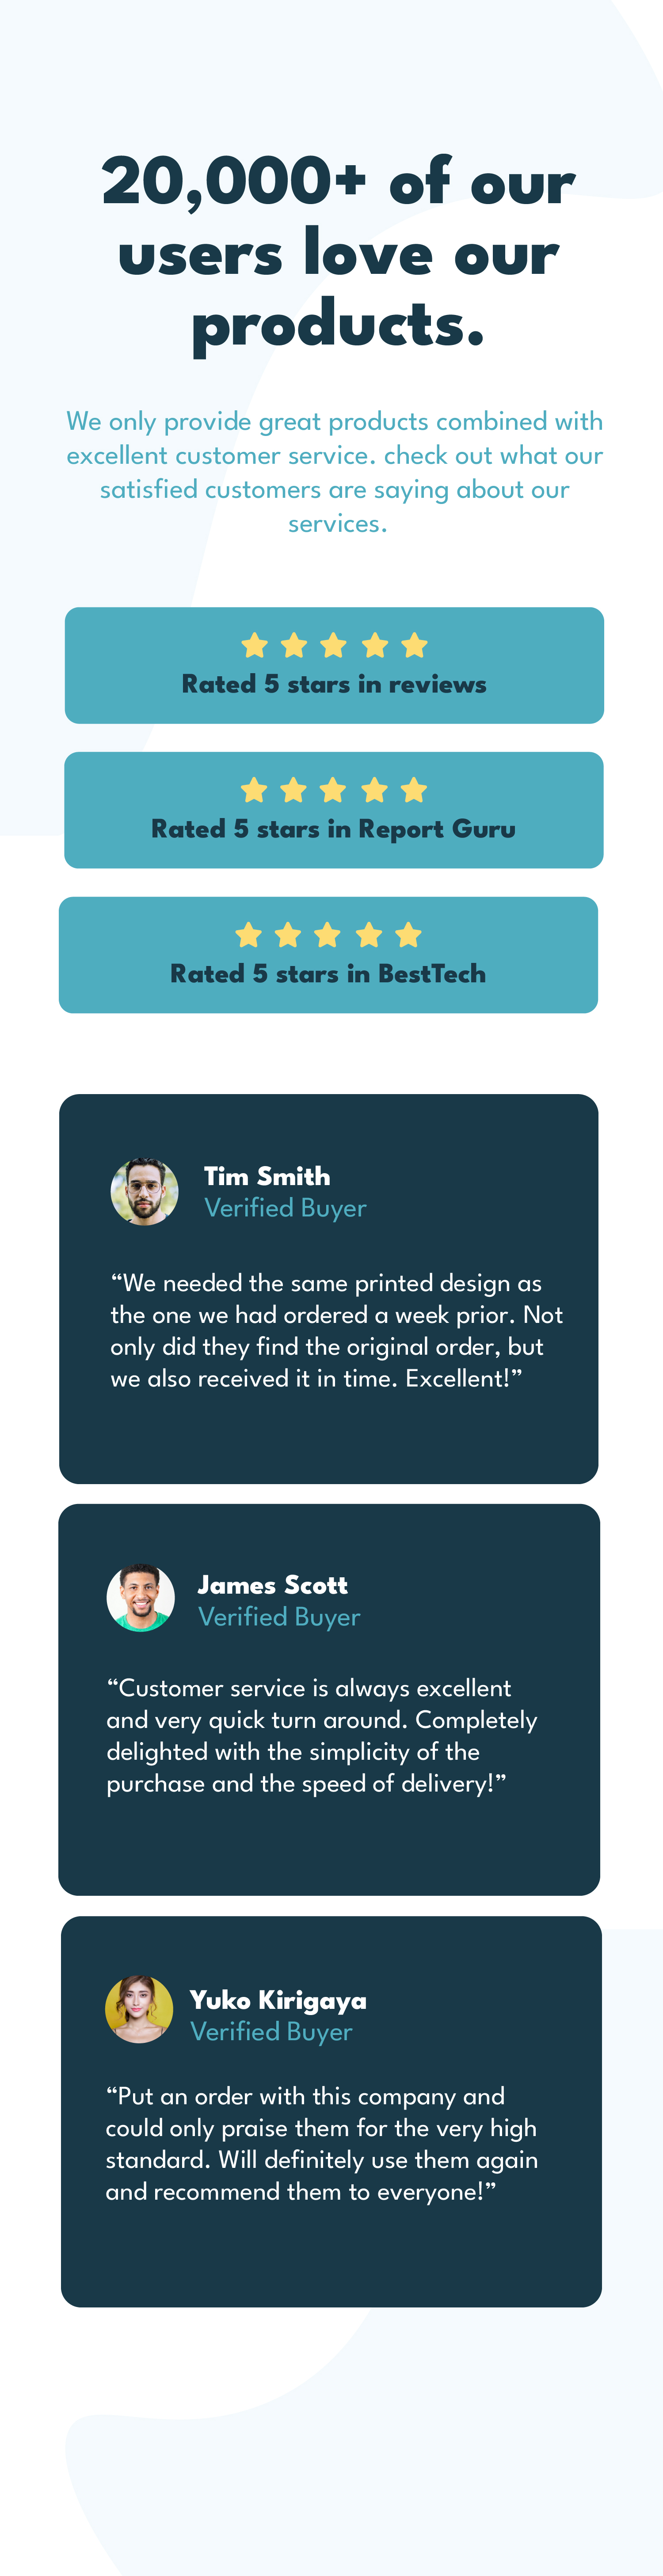 20,000+ of our
users love our
products.
We only provide great products combined with
excellent customer service. check out what our
satisfied customers are saying about our
services.
Rated 5 stars in reviews
Rated 5 stars in Report Guru
Rated 5 stars in BestTech
Tim Smith
Verified Buyer
“We needed the same printed design as
the one we had ordered a week prior. Not
only did they find the original order, but
we also received it in time. Excellent!”
James Scott
Verified Buyer
“Customer service is always excellent
and very quick turn around. Completely
delighted with the simplicity of the
purchase and the speed of delivery!”
Yuko Kirigaya
Verified Buyer
“Put an order with this company and
could only praise them for the very high
standard. Will definitely use them again
and recommend them to everyone!”